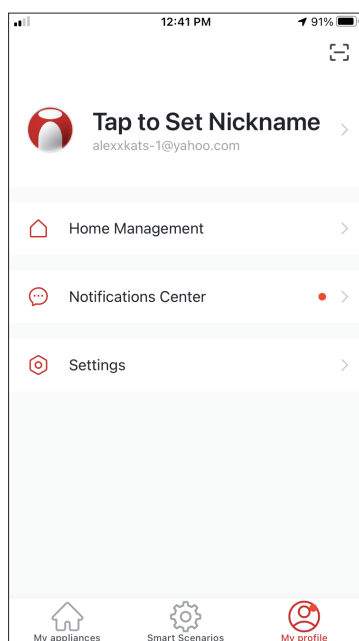 12:41 PM
91%
Tap to Set Nickname
alexxkats-1@yahoo.com
Home Management
Notifications Center
Settings
My appliances
Smart Scenarios
My profile